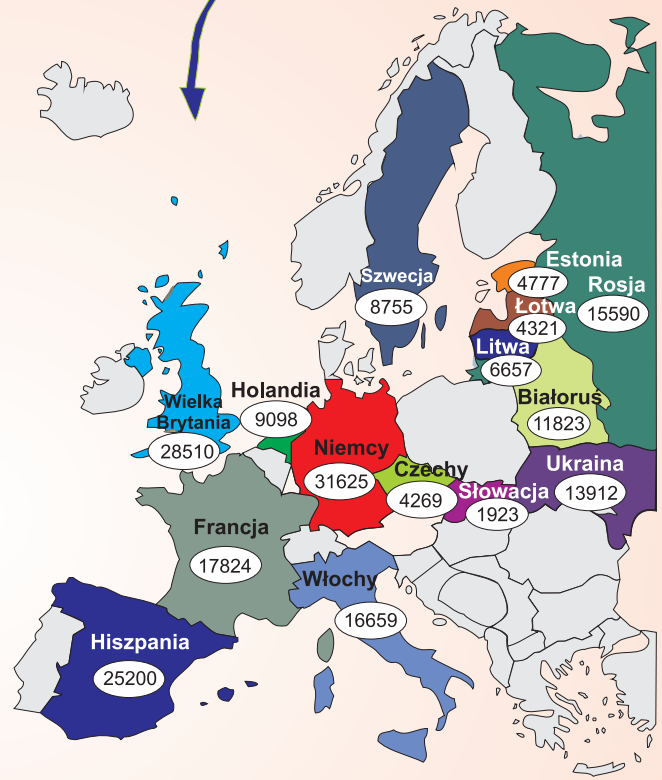 Estonia
4777
Szwecja
8755
Rosja
15590
Łotwa
4321
Litwa
6657
Holandia
9098
Wielka
Brytania
28510
Białoruś
11823
Niemcy
31625
Czechy
4269
Słowacja
1923
Ukraina
13912
Francja
17824
Włochy
16659
Hiszpania
25200